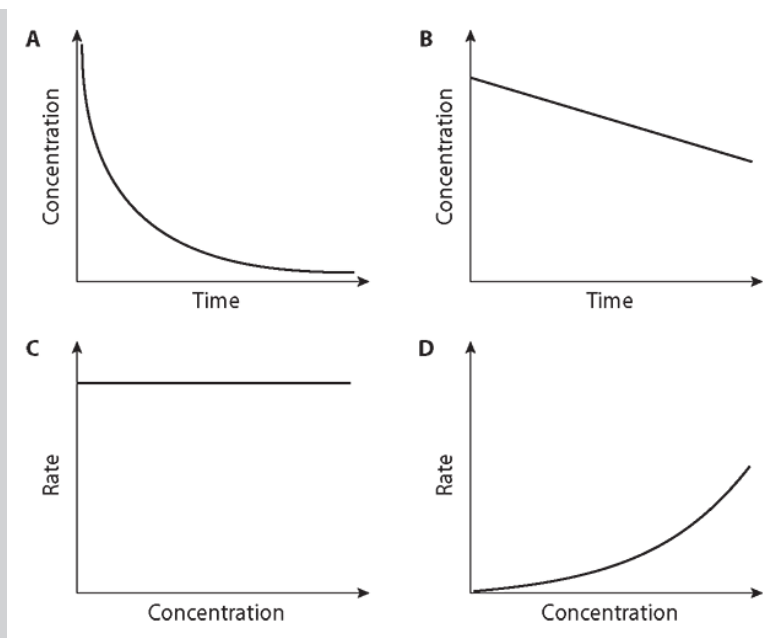 A
Concentration
Time
B
Concentration
Time
C
Rate
Concentration
D
Rate
Concentration